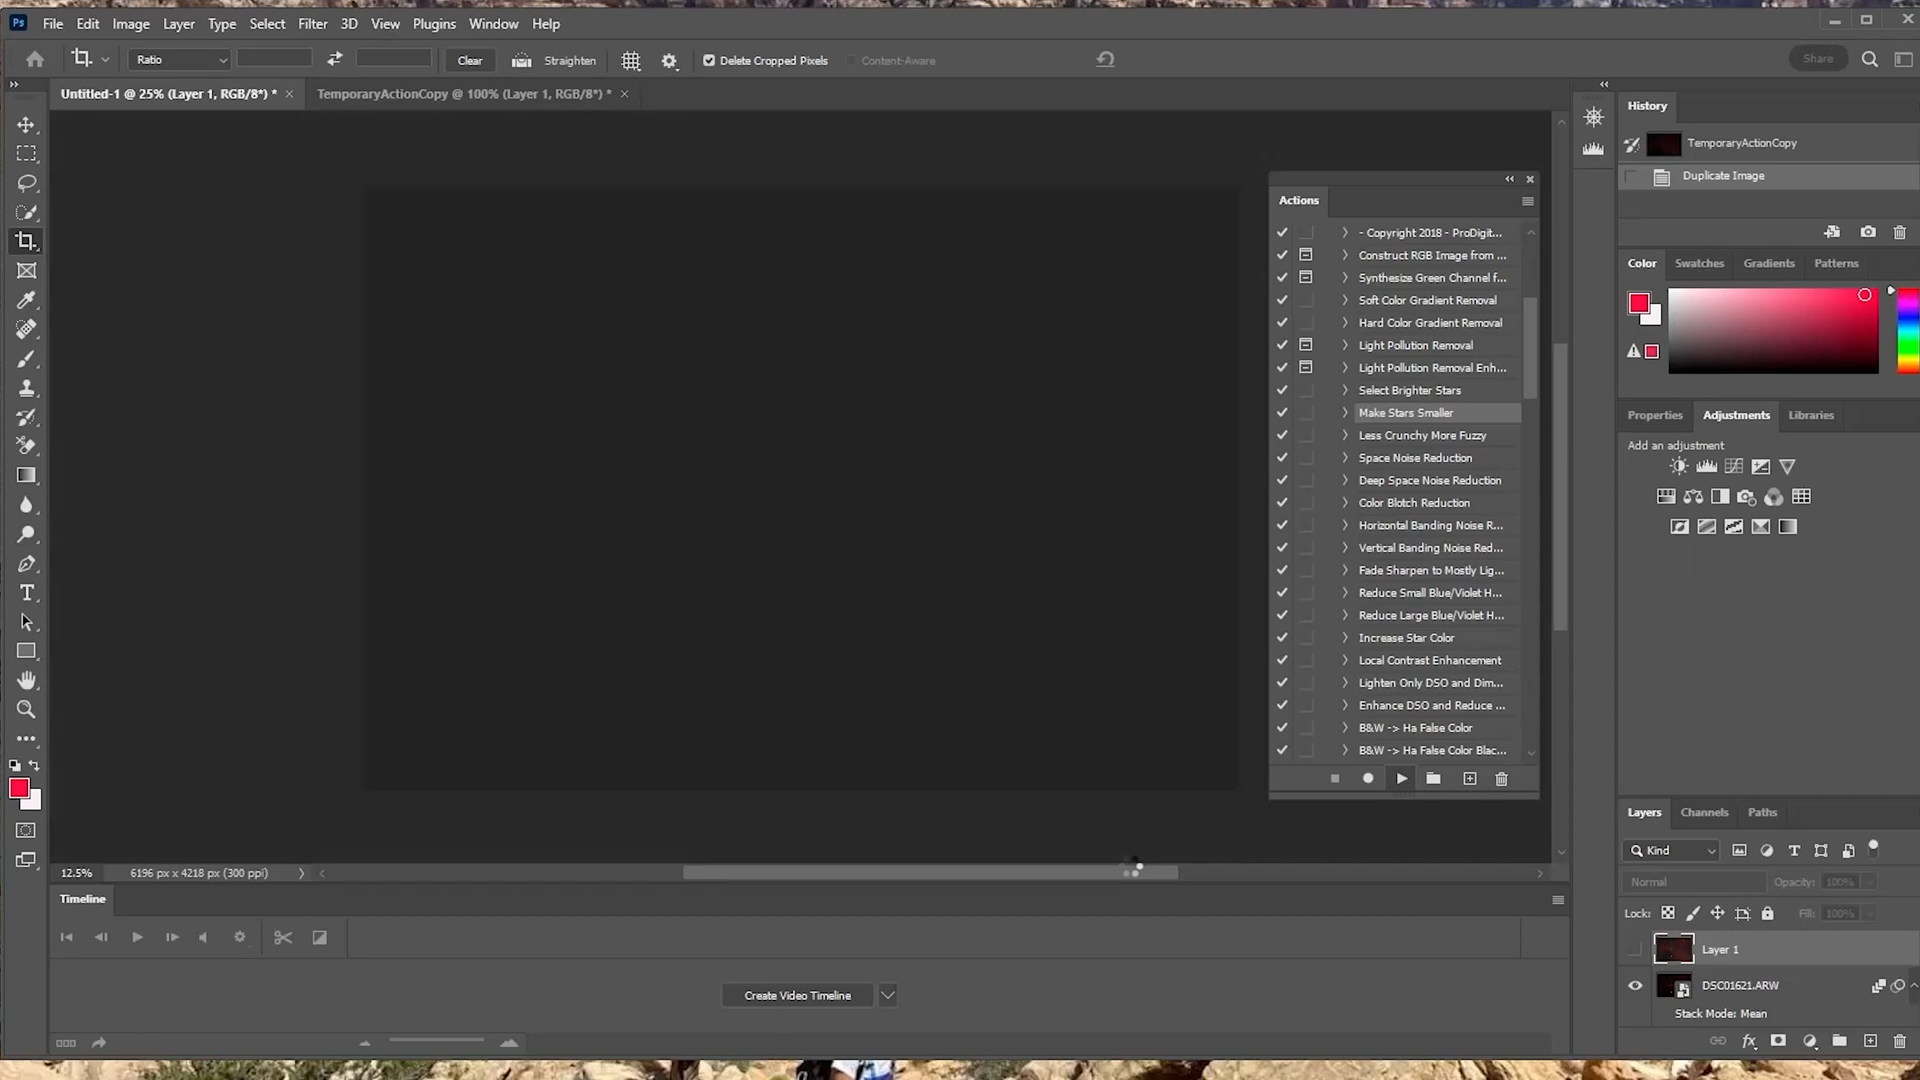 Ps File Edit Image Layer Type Select Filter 3D View Plugins Window Help
Ratio Clear Straighten Delete Cropped Pixels Content-Aware Share
Untitled-1 @ 25% (Layer 1, RGB/8*) * TemporaryActionCopy @ 100% (Layer 1, RGB/8*) *
Actions
- Copyright 2018 - ProDigit...
Construct RGB Image from ...
Synthesize Green Channel f...
Soft Color Gradient Removal
Hard Color Gradient Removal
Light Pollution Removal
Light Pollution Removal Enh...
Select Brighter Stars
Make Stars Smaller
Less Crunchy More Fuzzy
Space Noise Reduction
Deep Space Noise Reduction
Color Blotch Reduction
Horizontal Banding Noise R...
Vertical Banding Noise Red...
Fade Sharpen to Mostly Lig...
Reduce Small Blue/Violet H...
Reduce Large Blue/Violet H...
Increase Star Color
Local Contrast Enhancement
Lighten Only DSO and Dim...
Enhance DSO and Reduce ...
B&W -> Ha False Color
B&W -> Ha False Color Blac...
12.5% 6196 px x 4218 px (300 ppi)
Timeline
Create Video Timeline
History
TemporaryActionCopy
Duplicate Image
Color Swatches Gradients Patterns
Properties Adjustments Libraries
Add an adjustment
Layers Channels Paths
Kind
Normal Opacity: 100%
Lock: Fill: 100%
Layer 1
DSC01621.ARW
Stack Mode: Mean
fx